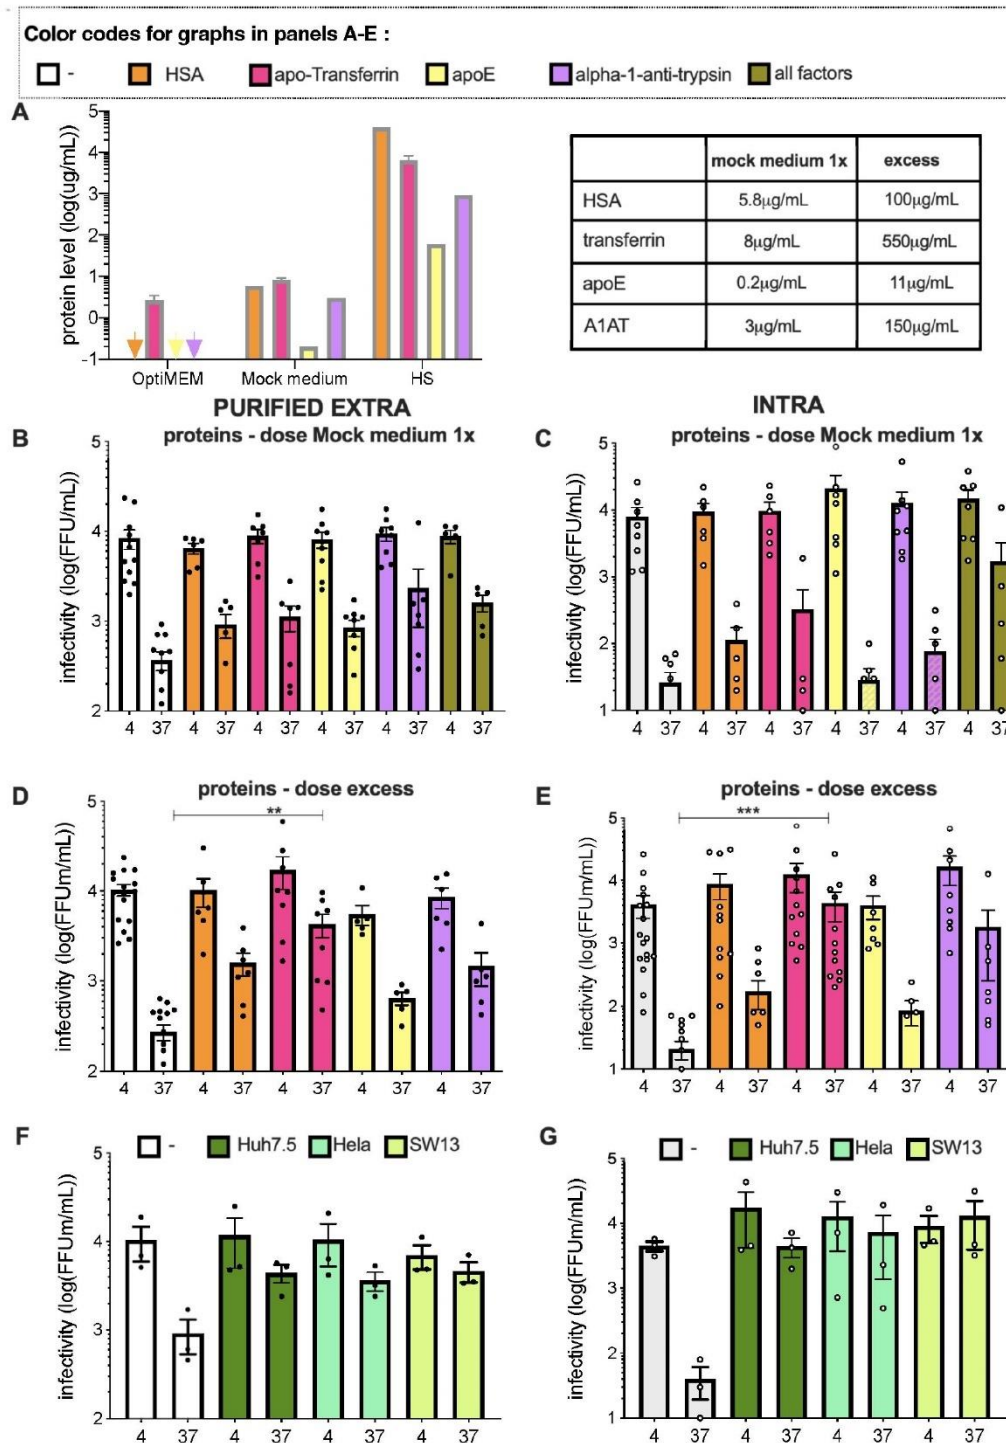 Color codes for graphs in panels A-E :
- HSA apo-Transferrin apoE alpha-1-anti-trypsin all factors
A
protein level (log(ug/mL))
5
4
3
2
1
0
-1
OptiMEM Mock medium HS
mock medium 1x excess
HSA 5.8µg/mL 100µg/mL
transferrin 8µg/mL 550µg/mL
apoE 0.2µg/mL 11µg/mL
A1AT 3µg/mL 150µg/mL
PURIFIED EXTRA
B proteins - dose Mock medium 1x
infectivity (log(FFU/mL))
5
4
3
2
4 37 4 37 4 37 4 37 4 37 4 37
INTRA
C proteins - dose Mock medium 1x
infectivity (log(FFU/mL))
5
4
3
2
1
4 37 4 37 4 37 4 37 4 37 4 37
D proteins - dose excess
**
infectivity (log(FFUm/mL))
5
4
3
2
4 37 4 37 4 37 4 37 4 37
E proteins - dose excess
***
infectivity (log(FFUm/mL))
5
4
3
2
1
4 37 4 37 4 37 4 37 4 37
F - Huh7.5 Hela SW13
infectivity (log(FFUm/mL))
5
4
3
2
4 37 4 37 4 37 4 37
G - Huh7.5 Hela SW13
infectivity (log(FFUm/mL))
5
4
3
2
1
4 37 4 37 4 37 4 37